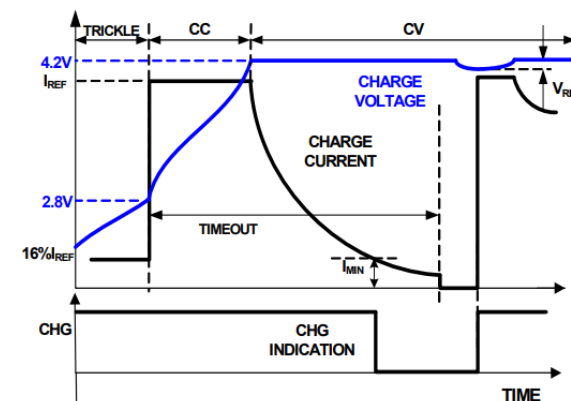 TRICKLE
CC
CV
4.2V
IREF
CHARGE
VOLTAGE
CHARGE
CURRENT
2.8V
TIMEOUT
16%IREF
IMIN
CHG
CHG
INDICATION
TIME